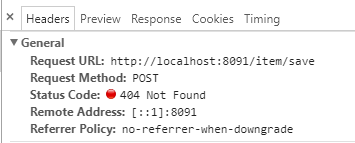 Headers Preview Response Cookies Timing
General
Request URL: http://localhost:8091/item/save
Request Method: POST
Status Code: 404 Not Found
Remote Address: [::1]:8091
Referrer Policy: no-referrer-when-downgrade